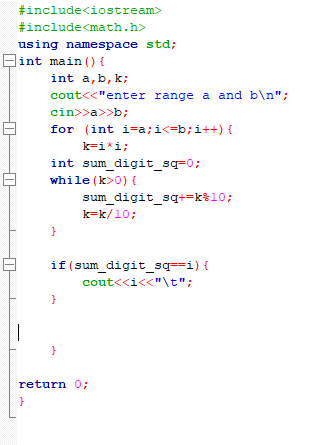 #include<iostream>
#include<math.h>
using namespace std;
int main(){
int a,b,k;
cout<<"enter range a and b\n";
cin>>a>>b;
for (int i=a;i<=b;i++){
k=i*i;
int sum_digit_sq=0;
while(k>0){
sum_digit_sq+=k%10;
k=k/10;
}
if(sum_digit_sq==i){
cout<<i<<"\t";
}
}
return 0;
}